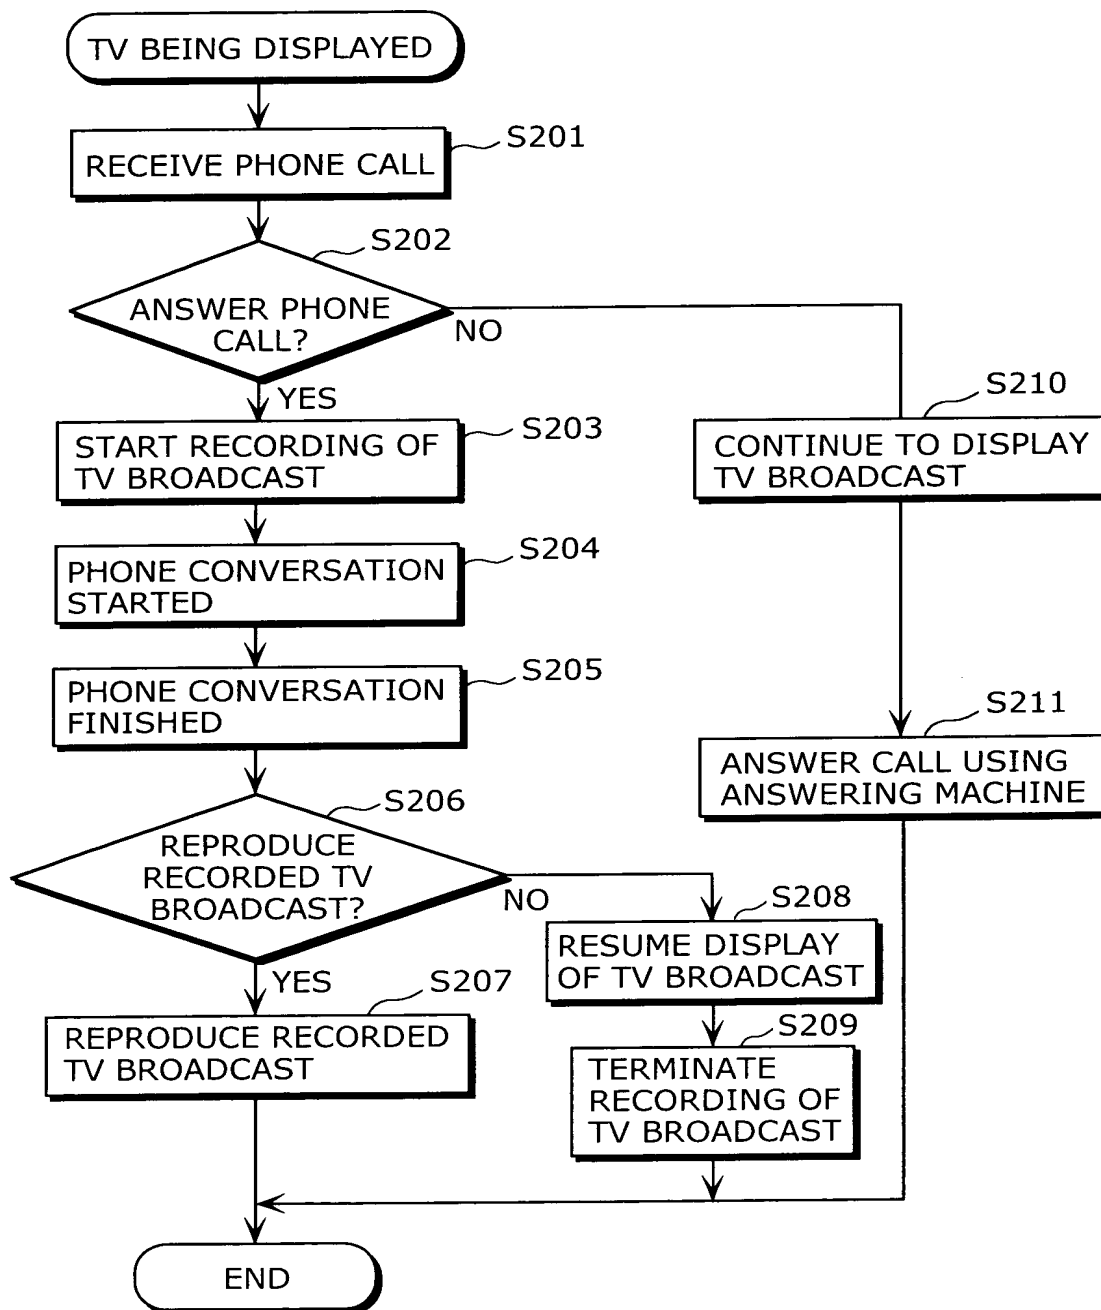 TV BEING DISPLAYED
S201
RECEIVE PHONE CALL
S202
ANSWER PHONE
CALL?
NO
YES
S203
START RECORDING OF
TV BROADCAST
S204
PHONE CONVERSATION
STARTED
S205
PHONE CONVERSATION
FINISHED
S206
REPRODUCE
RECORDED TV
BROADCAST?
NO
YES
S207
REPRODUCE RECORDED
TV BROADCAST
S208
RESUME DISPLAY
OF TV BROADCAST
S209
TERMINATE
RECORDING OF
TV BROADCAST
S210
CONTINUE TO DISPLAY
TV BROADCAST
S211
ANSWER CALL USING
ANSWERING MACHINE
END